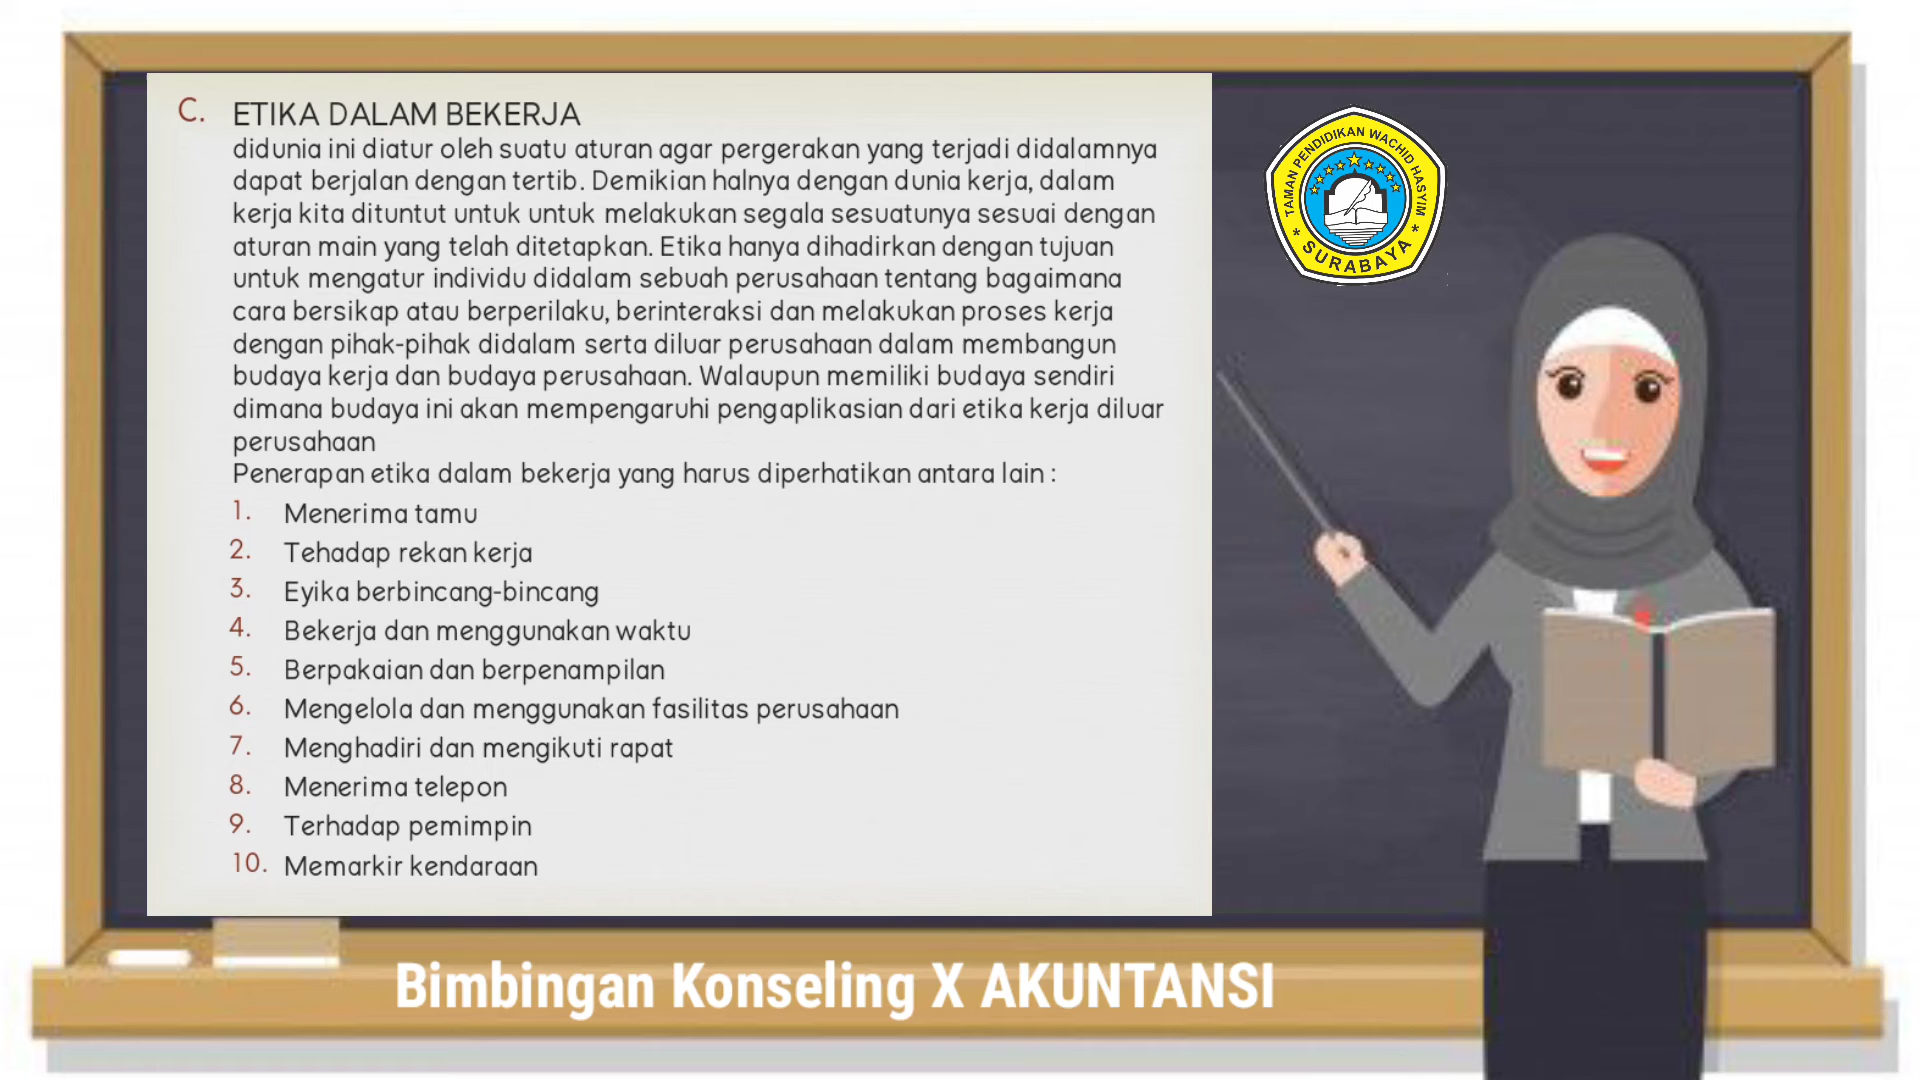 C. ETIKA DALAM BEKERJA
didunia ini diatur oleh suatu aturan agar pergerakan yang terjadi didalamnya
dapat berjalan dengan tertib. Demikian halnya dengan dunia kerja, dalam
kerja kita dituntut untuk untuk melakukan segala sesuatunya sesuai dengan
aturan main yang telah ditetapkan. Etika hanya dihadirkan dengan tujuan
untuk mengatur individu didalam sebuah perusahaan tentang bagaimana
cara bersikap atau berperilaku, berinteraksi dan melakukan proses kerja
dengan pihak-pihak didalam serta diluar perusahaan dalam membangun
budaya kerja dan budaya perusahaan. Walaupun memiliki budaya sendiri
dimana budaya ini akan mempengaruhi pengaplikasian dari etika kerja diluar
perusahaan
Penerapan etika dalam bekerja yang harus diperhatikan antara lain :
1. Menerima tamu
2. Tehadap rekan kerja
3. Eyika berbincang-bincang
4. Bekerja dan menggunakan waktu
5. Berpakaian dan berpenampilan
6. Mengelola dan menggunakan fasilitas perusahaan
7. Menghadiri dan mengikuti rapat
8. Menerima telepon
9. Terhadap pemimpin
10. Memarkir kendaraan
TAMAN PENDIDIKAN WACHID HASYIM
* SURABAYA *
Bimbingan Konseling X AKUNTANSI